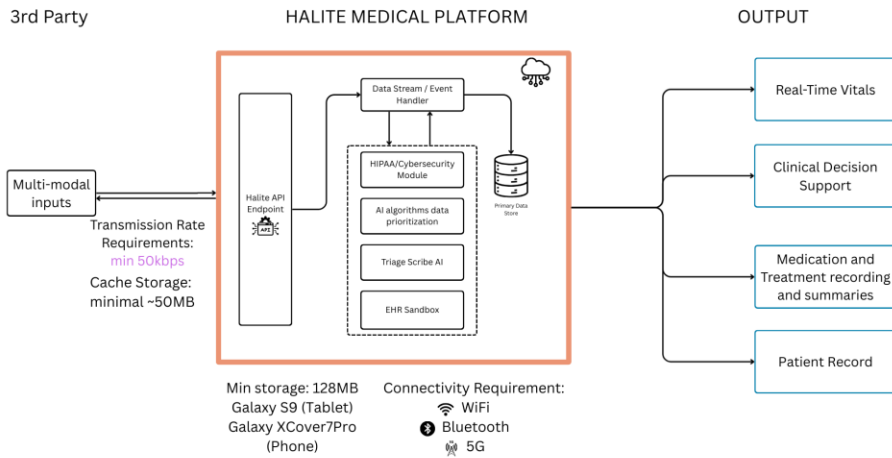 3rd Party
HALITE MEDICAL PLATFORM
OUTPUT
Multi-modal
inputs
Transmission Rate
Requirements:
min 50kbps
Cache Storage:
minimal ~50MB
Halite API
Endpoint
API
Data Stream / Event
Handler
HIPAA/Cybersecurity
Module
AI algorithms data
prioritization
Triage Scribe AI
EHR Sandbox
Primary Data
Store
Min storage: 128MB
Galaxy S9 (Tablet)
Galaxy XCover7Pro
(Phone)
Connectivity Requirement:
WiFi
Bluetooth
5G
Real-Time Vitals
Clinical Decision
Support
Medication and
Treatment recording
and summaries
Patient Record